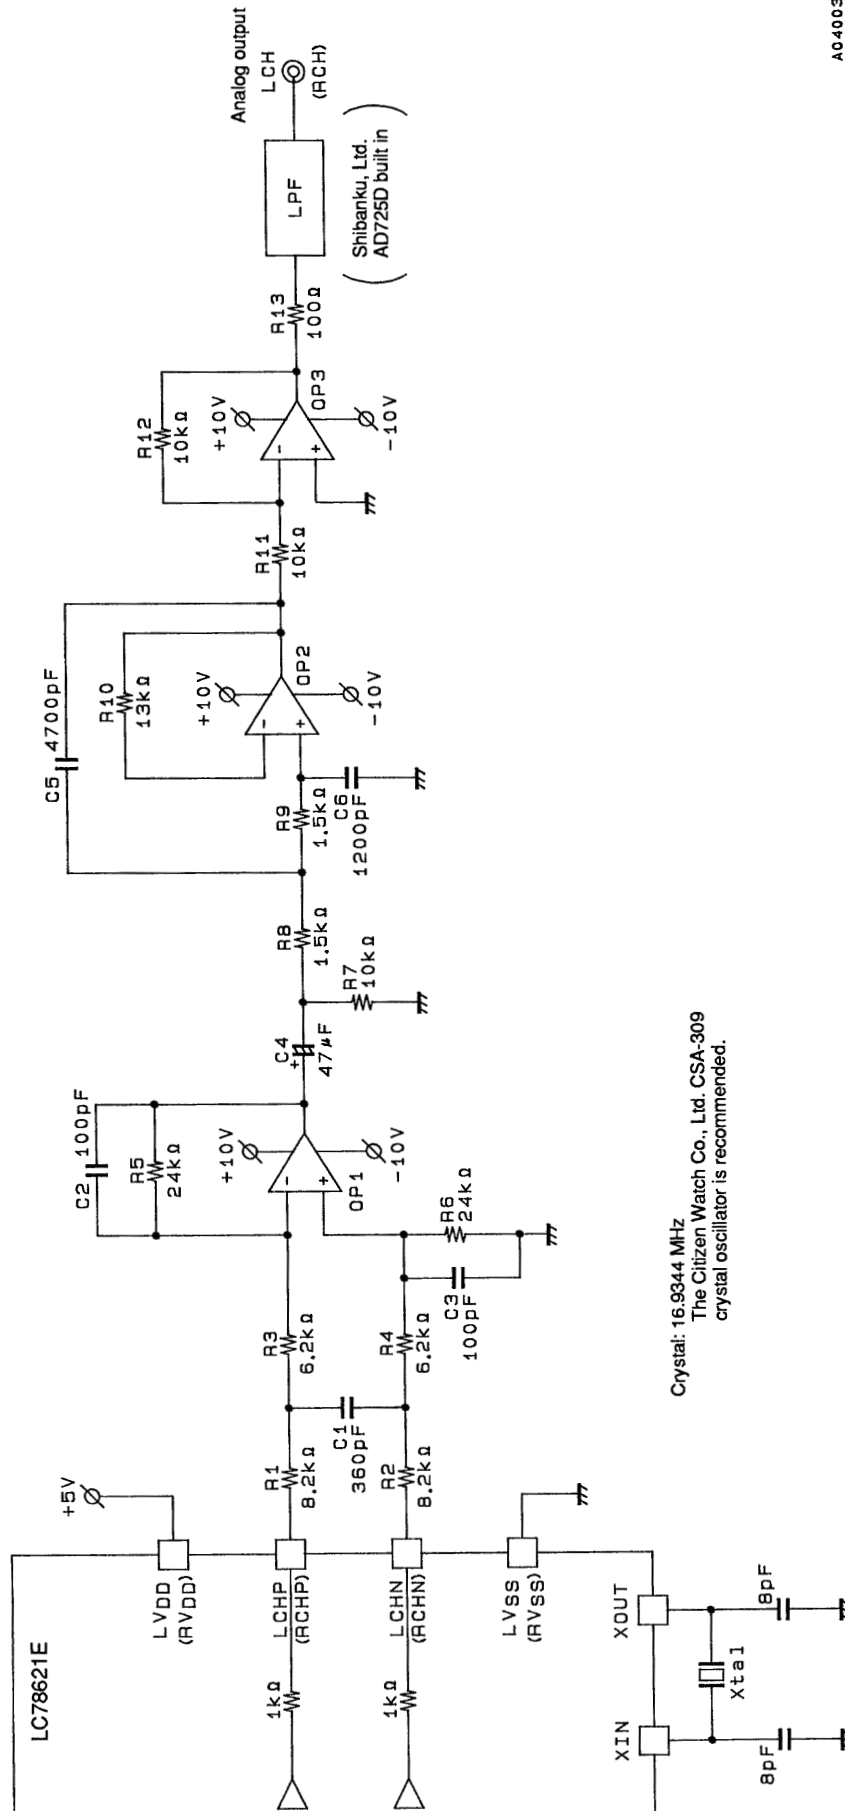 LC78621E
1kΩ
1kΩ
LVDD
(RVDD)
LCHP
(RCHP)
LCHN
(RCHN)
LVSS
(RVSS)
XIN
XOUT
Xtal
8pF
8pF
+5V
R1
8.2kΩ
R2
8.2kΩ
C1
360pF
R3
6.2kΩ
R4
6.2kΩ
C3
100pF
R6
24kΩ
C2
100pF
R5
24kΩ
+10V
-
+
-10V
OP1
C4
+
47μF
R7
10kΩ
R8
1.5kΩ
R9
1.5kΩ
C6
1200pF
C5
4700pF
R10
13kΩ
+10V
-
+
-10V
OP2
R11
10kΩ
R12
10kΩ
+10V
-
+
-10V
OP3
R13
100Ω
LPF
Shibanku, Ltd.
AD725D built in
Analog output
LCH
(RCH)
Crystal: 16.9344 MHz
The Citizen Watch Co., Ltd. CSA-309
crystal oscillator is recommended.
A04003